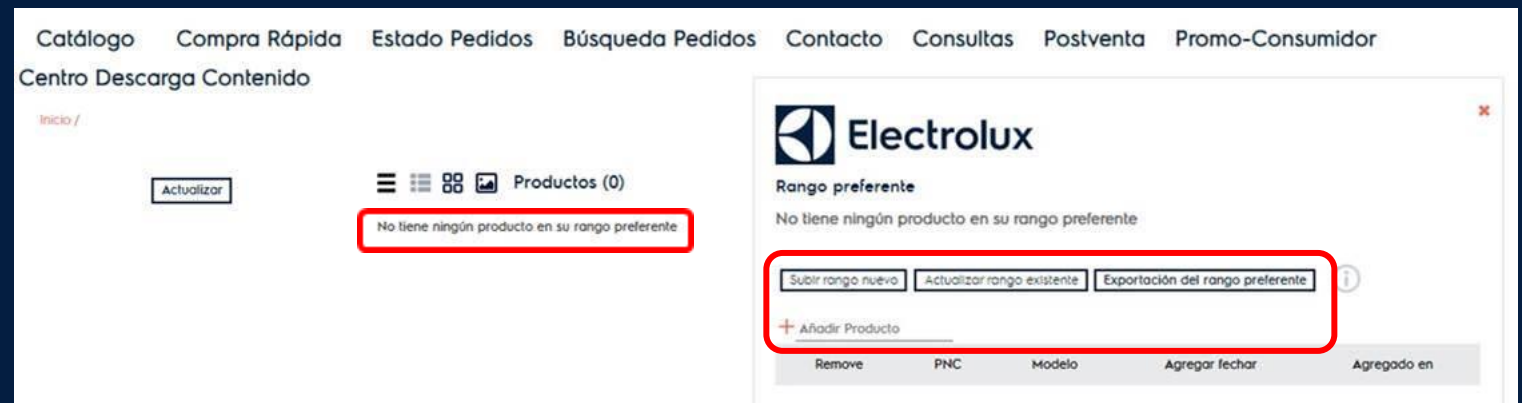 Catálogo Compra Rápida Estado Pedidos Búsqueda Pedidos Contacto Consultas Postventa Promo-Consumidor
Centro Descarga Contenido
Inicio /
Actualizar
Productos (0)
No tiene ningún producto en su rango preferente
Electrolux
Rango preferente
No tiene ningún producto en su rango preferente
Subir rango nuevo Actualizar rango existente Exportación del rango preferente i
+ Añadir Producto
Remove PNC Modelo Agregar fechar Agregado en